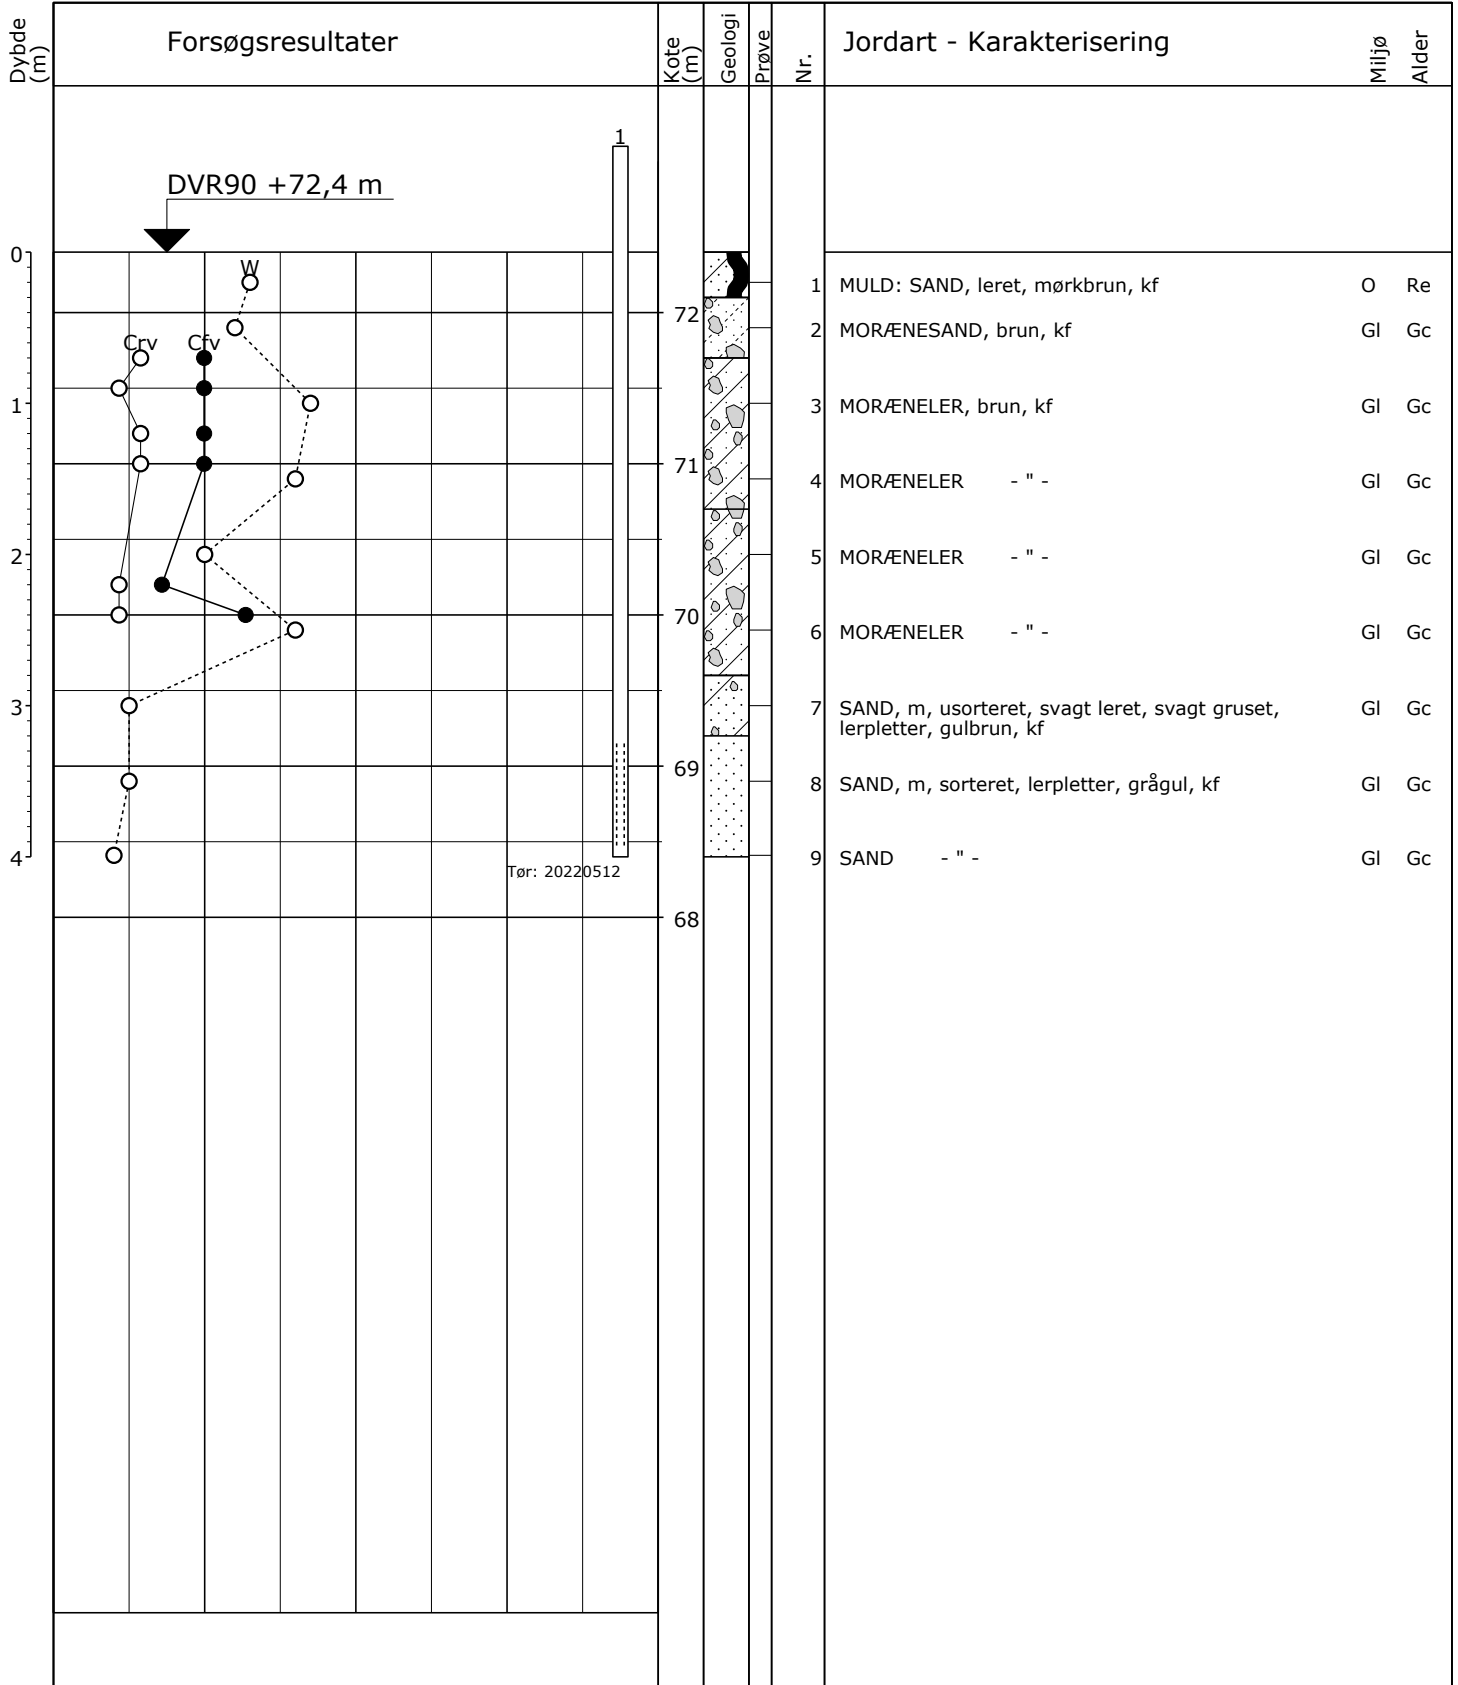 Dybde (m)
Forsøgsresultater
Kote (m)
Geologi
Prøve
Nr.
Jordart - Karakterisering
Miljø
Alder
1
DVR90 +72,4 m
0
W
1 MULD: SAND, leret, mørkbrun, kf O Re
72
2 MORÆNESAND, brun, kf Gl Gc
Crv Cfv
1
3 MORÆNELER, brun, kf Gl Gc
71
4 MORÆNELER - " - Gl Gc
2
5 MORÆNELER - " - Gl Gc
70
6 MORÆNELER - " - Gl Gc
3
7 SAND, m, usorteret, svagt leret, svagt gruset, Gl Gc
lerpletter, gulbrun, kf
69
8 SAND, m, sorteret, lerpletter, grågul, kf Gl Gc
4
9 SAND - " - Gl Gc
Tør: 20220512
68